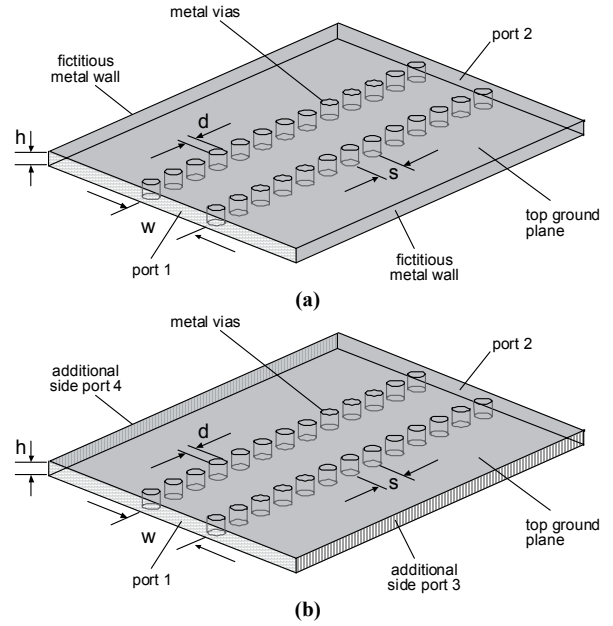 metal vias
port 2
fictitious
metal wall
d
h
s
w
top ground
plane
port 1
fictitious
metal wall
(a)
metal vias
port 2
additional
side port 4
d
h
s
w
top ground
plane
port 1
additional
side port 3
(b)